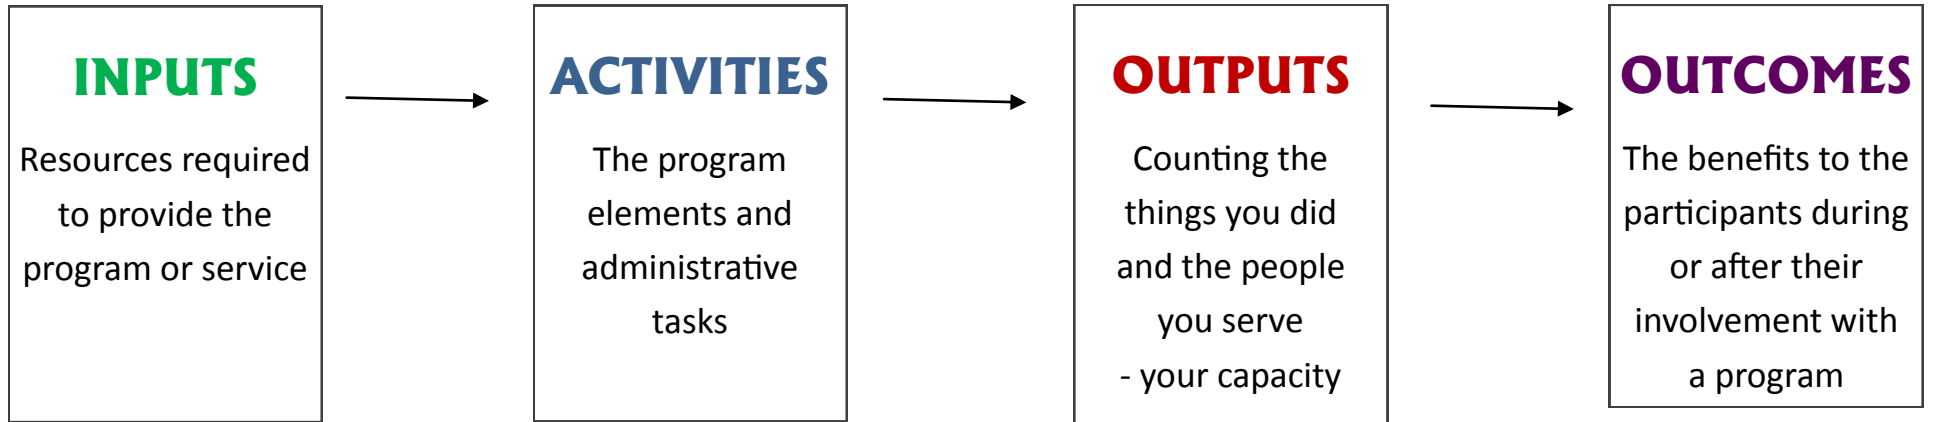 INPUTS
Resources required
to provide the
program or service
ACTIVITIES
The program
elements and
administrative
tasks
OUTPUTS
Counting the
things you did
and the people
you serve
- your capacity
OUTCOMES
The benefits to the
participants during
or after their
involvement with
a program